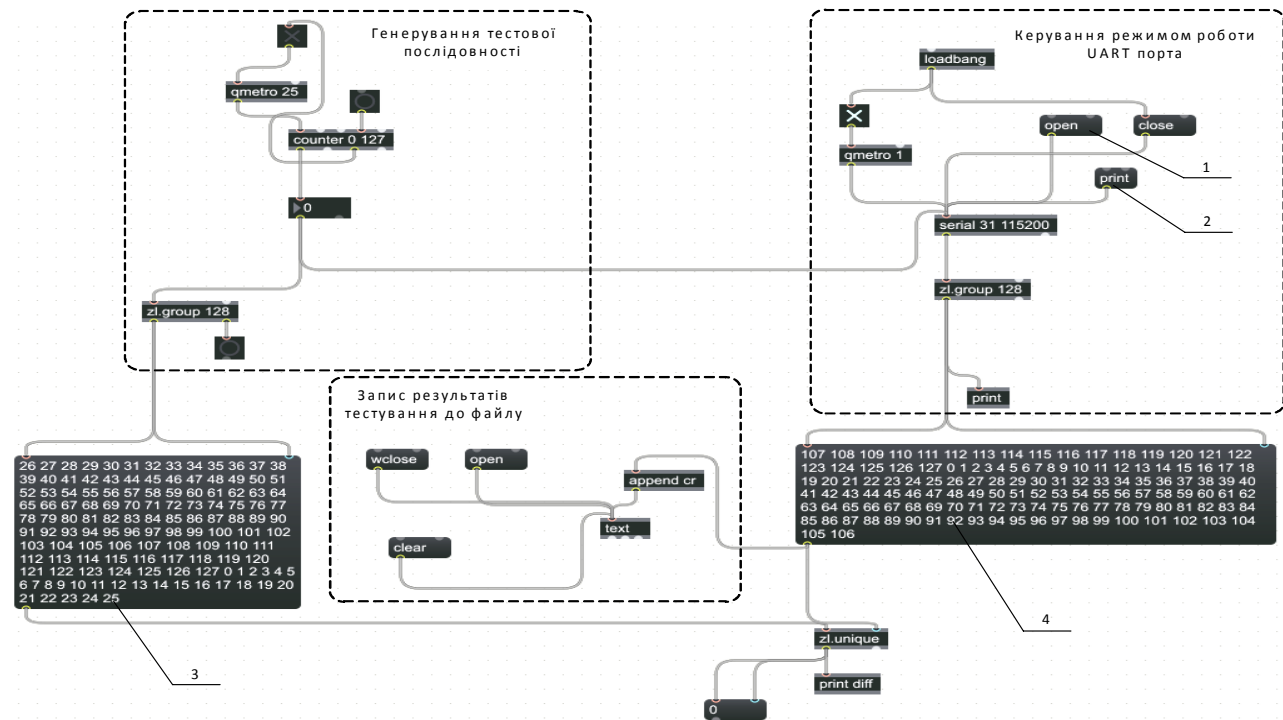 Генерування тестової
послідовності
qmetro 25
counter 0 127
0
zl.group 128
Керування режимом роботи
UART порта
loadbang
open
close
1
qmetro 1
print
2
serial 31 115200
zl.group 128
print
Запис результатів
тестування до файлу
wclose
open
append cr
text
clear
26 27 28 29 30 31 32 33 34 35 36 37 38
39 40 41 42 43 44 45 46 47 48 49 50 51
52 53 54 55 56 57 58 59 60 61 62 63 64
65 66 67 68 69 70 71 72 73 74 75 76 77
78 79 80 81 82 83 84 85 86 87 88 89 90
91 92 93 94 95 96 97 98 99 100 101 102
103 104 105 106 107 108 109 110 111
112 113 114 115 116 117 118 119 120
121 122 123 124 125 126 127 0 1 2 3 4 5
6 7 8 9 10 11 12 13 14 15 16 17 18 19 20
21 22 23 24 25
3
107 108 109 110 111 112 113 114 115 116 117 118 119 120 121 122
123 124 125 126 127 0 1 2 3 4 5 6 7 8 9 10 11 12 13 14 15 16 17 18
19 20 21 22 23 24 25 26 27 28 29 30 31 32 33 34 35 36 37 38 39 40
41 42 43 44 45 46 47 48 49 50 51 52 53 54 55 56 57 58 59 60 61 62
63 64 65 66 67 68 69 70 71 72 73 74 75 76 77 78 79 80 81 82 83 84
85 86 87 88 89 90 91 92 93 94 95 96 97 98 99 100 101 102 103 104
105 106
4
zl.unique
print diff
0